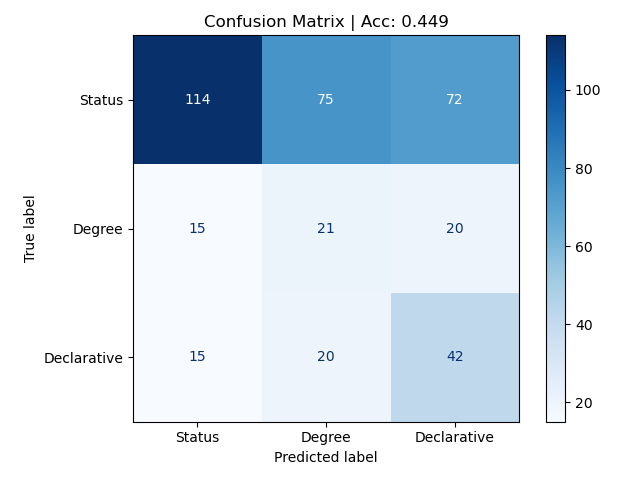 Confusion Matrix | Acc: 0.449
Status 114 75 72
Degree 15 21 20
Declarative 15 20 42
Status Degree Declarative
Predicted label
True label
100
80
60
40
20